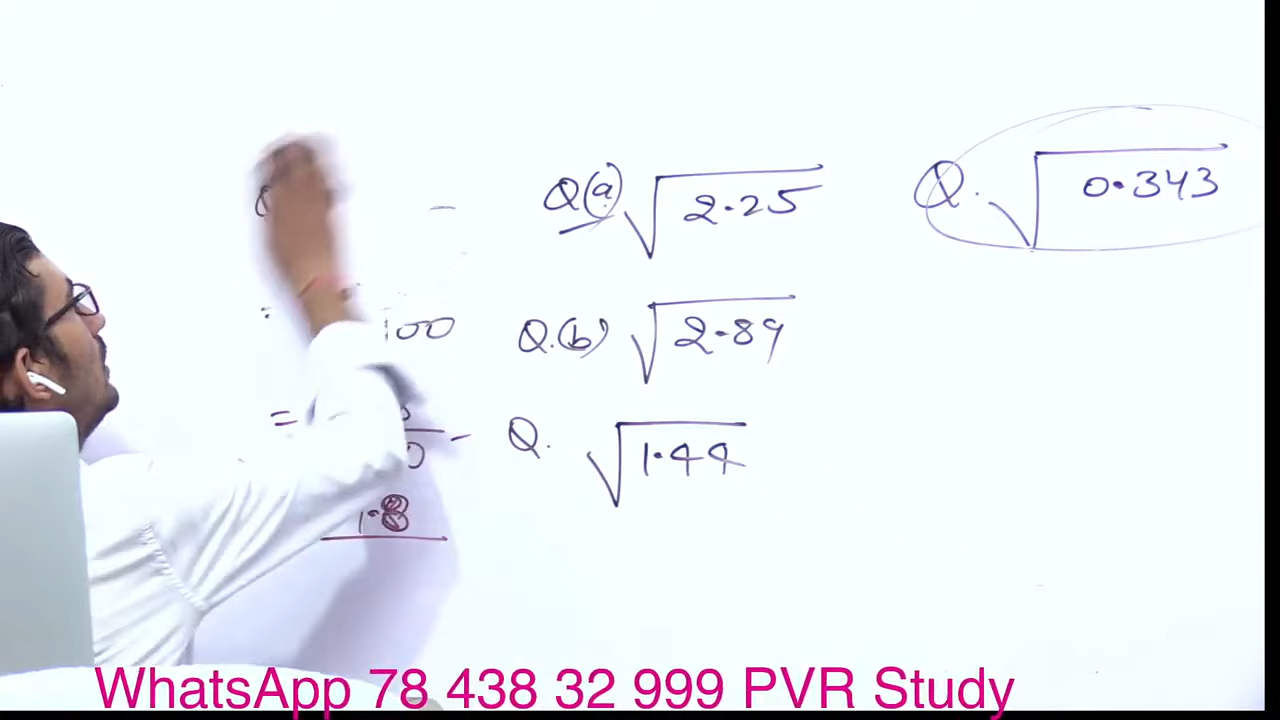 Q(a) √2.25
Q. √0.343
= 100
Q.(b) √2.89
=
Q. √1.44
1.8
WhatsApp 78 438 32 999 PVR Study